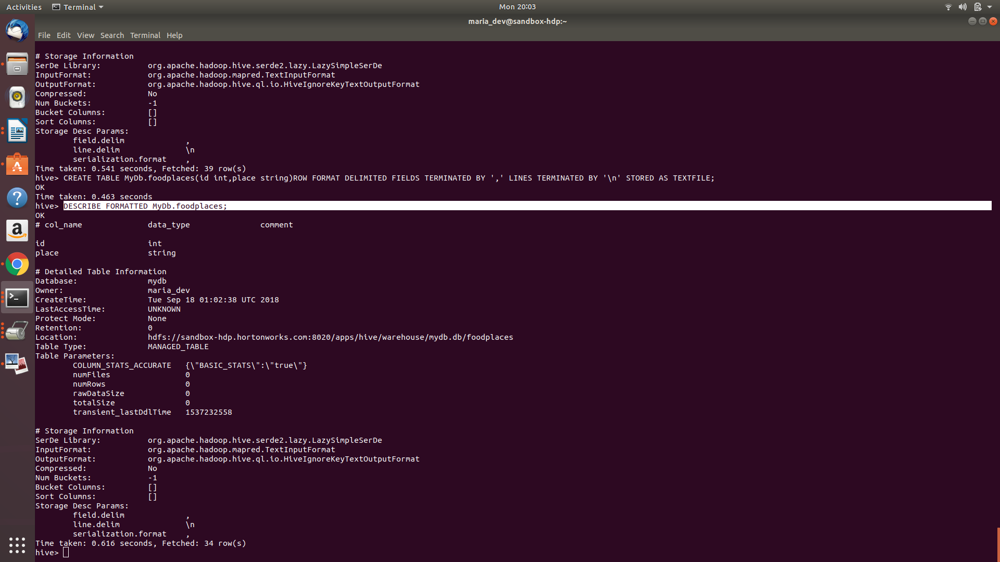 Activities Terminal Mon 20:03
maria_dev@sandbox-hdp:~
File Edit View Search Terminal Help
# Storage Information
SerDe Library: org.apache.hadoop.hive.serde2.lazy.LazySimpleSerDe
InputFormat: org.apache.hadoop.mapred.TextInputFormat
OutputFormat: org.apache.hadoop.hive.ql.io.HiveIgnoreKeyTextOutputFormat
Compressed: No
Num Buckets: -1
Bucket Columns: []
Sort Columns: []
Storage Desc Params:
field.delim ,
line.delim \n
serialization.format ,
Time taken: 0.541 seconds, Fetched: 39 row(s)
hive> CREATE TABLE MyDb.foodplaces(id int,place string)ROW FORMAT DELIMITED FIELDS TERMINATED BY ',' LINES TERMINATED BY '\n' STORED AS TEXTFILE;
OK
Time taken: 0.463 seconds
hive> DESCRIBE FORMATTED MyDb.foodplaces;
OK
# col_name data_type comment
id int
place string
# Detailed Table Information
Database: mydb
Owner: maria_dev
CreateTime: Tue Sep 18 01:02:38 UTC 2018
LastAccessTime: UNKNOWN
Protect Mode: None
Retention: 0
Location: hdfs://sandbox-hdp.hortonworks.com:8020/apps/hive/warehouse/mydb.db/foodplaces
Table Type: MANAGED_TABLE
Table Parameters:
COLUMN_STATS_ACCURATE {\"BASIC_STATS\":\"true\"}
numFiles 0
numRows 0
rawDataSize 0
totalSize 0
transient_lastDdlTime 1537232558
# Storage Information
SerDe Library: org.apache.hadoop.hive.serde2.lazy.LazySimpleSerDe
InputFormat: org.apache.hadoop.mapred.TextInputFormat
OutputFormat: org.apache.hadoop.hive.ql.io.HiveIgnoreKeyTextOutputFormat
Compressed: No
Num Buckets: -1
Bucket Columns: []
Sort Columns: []
Storage Desc Params:
field.delim ,
line.delim \n
serialization.format ,
Time taken: 0.616 seconds, Fetched: 34 row(s)
hive>